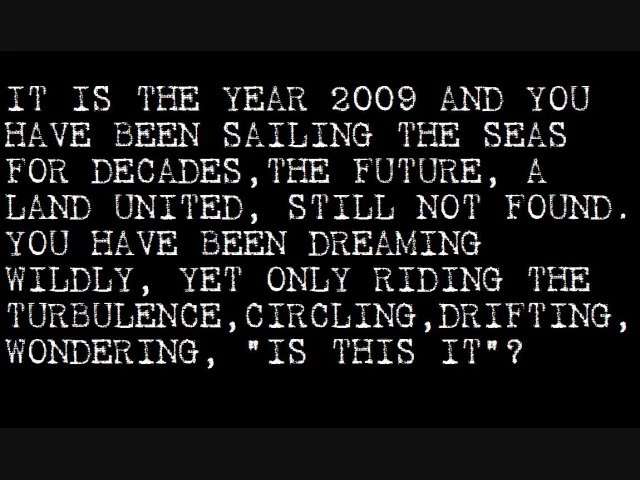 IT IS THE YEAR 2009 AND YOU
HAVE BEEN SAILING THE SEAS
FOR DECADES,THE FUTURE, A
LAND UNITED, STILL NOT FOUND.
YOU HAVE BEEN DREAMING
WILDLY, YET ONLY RIDING THE
TURBULENCE,CIRCLING,DRIFTING,
WONDERING, "IS THIS IT"?